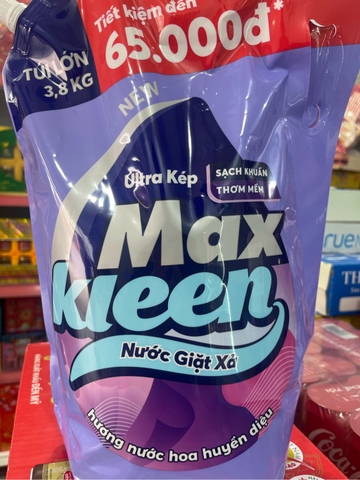 Tiết kiệm đến
65.000đ*
TÚI LỚN
3,8 KG
NEW
Ultra Kép
SẠCH KHUẨN
THƠM MỀM
Max
kleen
Nước Giặt Xả
hương nước hoa huyền diệu